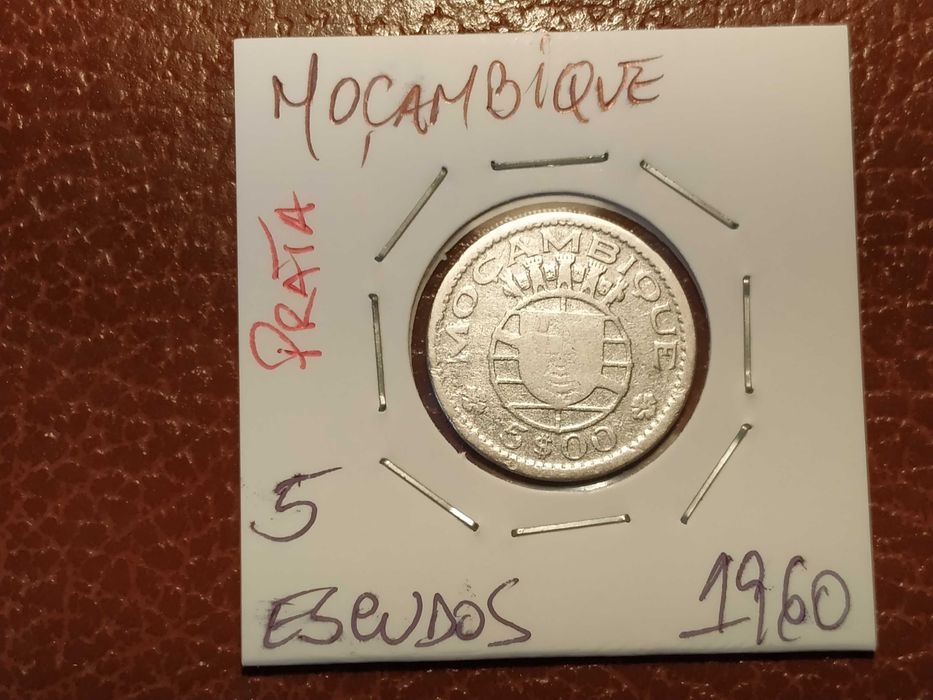 MOÇAMBIQUE
PRATA
MOÇAMBIQUE
5$00
5
ESCUDOS
1960